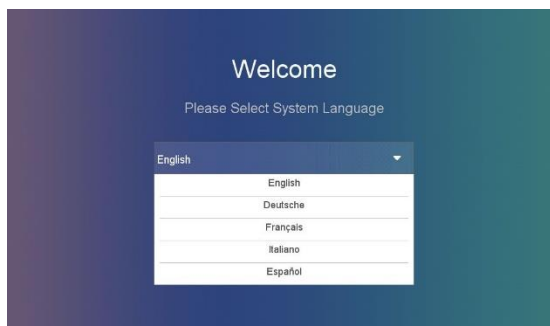 Welcome
Please Select System Language
English
English
Deutsche
Français
Italiano
Español